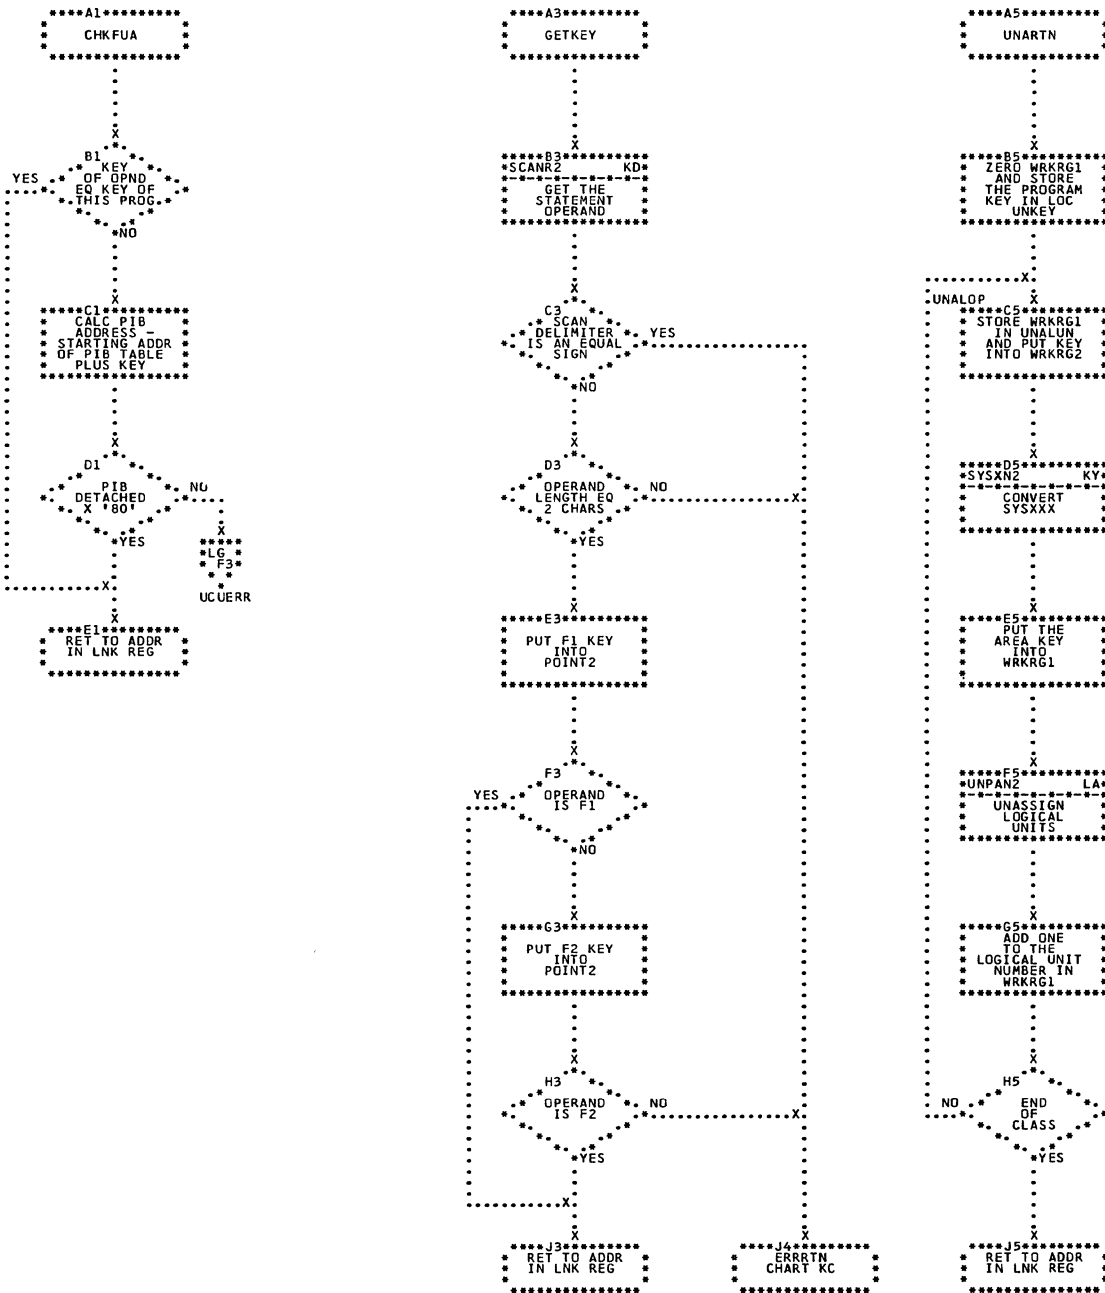 A1
CHKFUA
B1
KEY
OF OPND
EQ KEY OF
THIS PROG
YES
NO
C1
CALC PIB
ADDRESS -
STARTING ADDR
OF PIB TABLE
PLUS KEY
D1
PIB
DETACHED
X '80'
NO
YES
LG
F3
UCUERR
E1
RET TO ADDR
IN LNK REG
A3
GETKEY
B3
SCANR2 KD
GET THE
STATEMENT
OPERAND
C3
SCAN
DELIMITER
IS AN EQUAL
SIGN
YES
NO
D3
OPERAND
LENGTH EQ
2 CHARS
NO
YES
E3
PUT F1 KEY
INTO
POINT2
F3
OPERAND
IS F1
YES
NO
G3
PUT F2 KEY
INTO
POINT2
H3
OPERAND
IS F2
NO
YES
J3
RET TO ADDR
IN LNK REG
J4
ERRRTN
CHART KC
A5
UNARTN
B5
ZERO WRKRG1
AND STORE
THE PROGRAM
KEY IN LOC
UNKEY
UNALOP
C5
STORE WRKRG1
IN UNALUN
AND PUT KEY
INTO WRKRG2
D5
SYSXN2 KY
CONVERT
SYSXXX
E5
PUT THE
AREA KEY
INTO
WRKRG1
F5
UNPAN2 LA
UNASSIGN
LOGICAL
UNITS
G5
ADD ONE
TO THE
LOGICAL UNIT
NUMBER IN
WRKRG1
H5
END
OF
CLASS
NO
YES
J5
RET TO ADDR
IN LNK REG